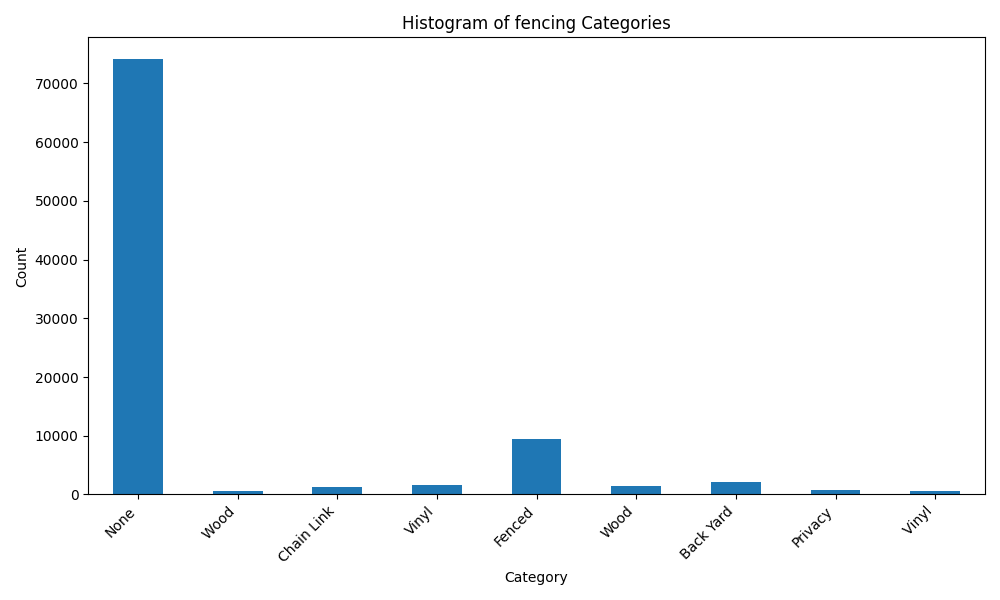 Histogram of fencing Categories
70000
60000
50000
40000
30000
20000
10000
0
Count
None
Wood
Chain Link
Vinyl
Fenced
Wood
Back Yard
Privacy
Vinyl
Category